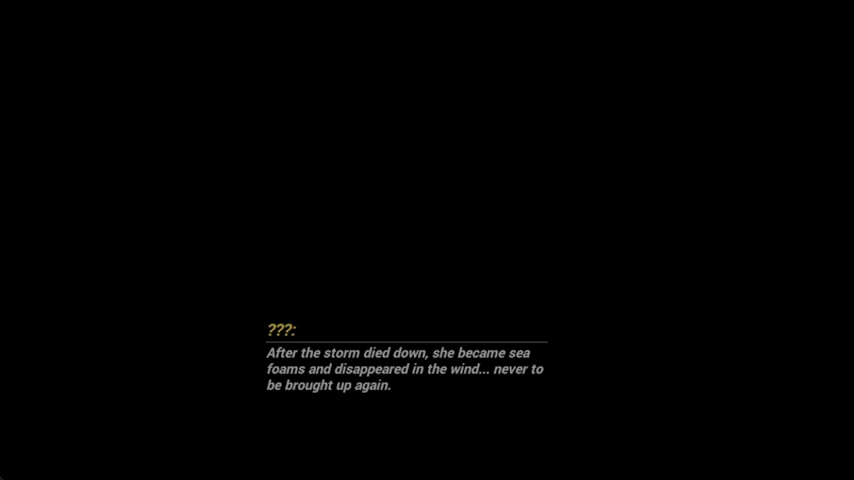 ???:
After the storm died down, she became sea
foams and disappeared in the wind... never to
be brought up again.